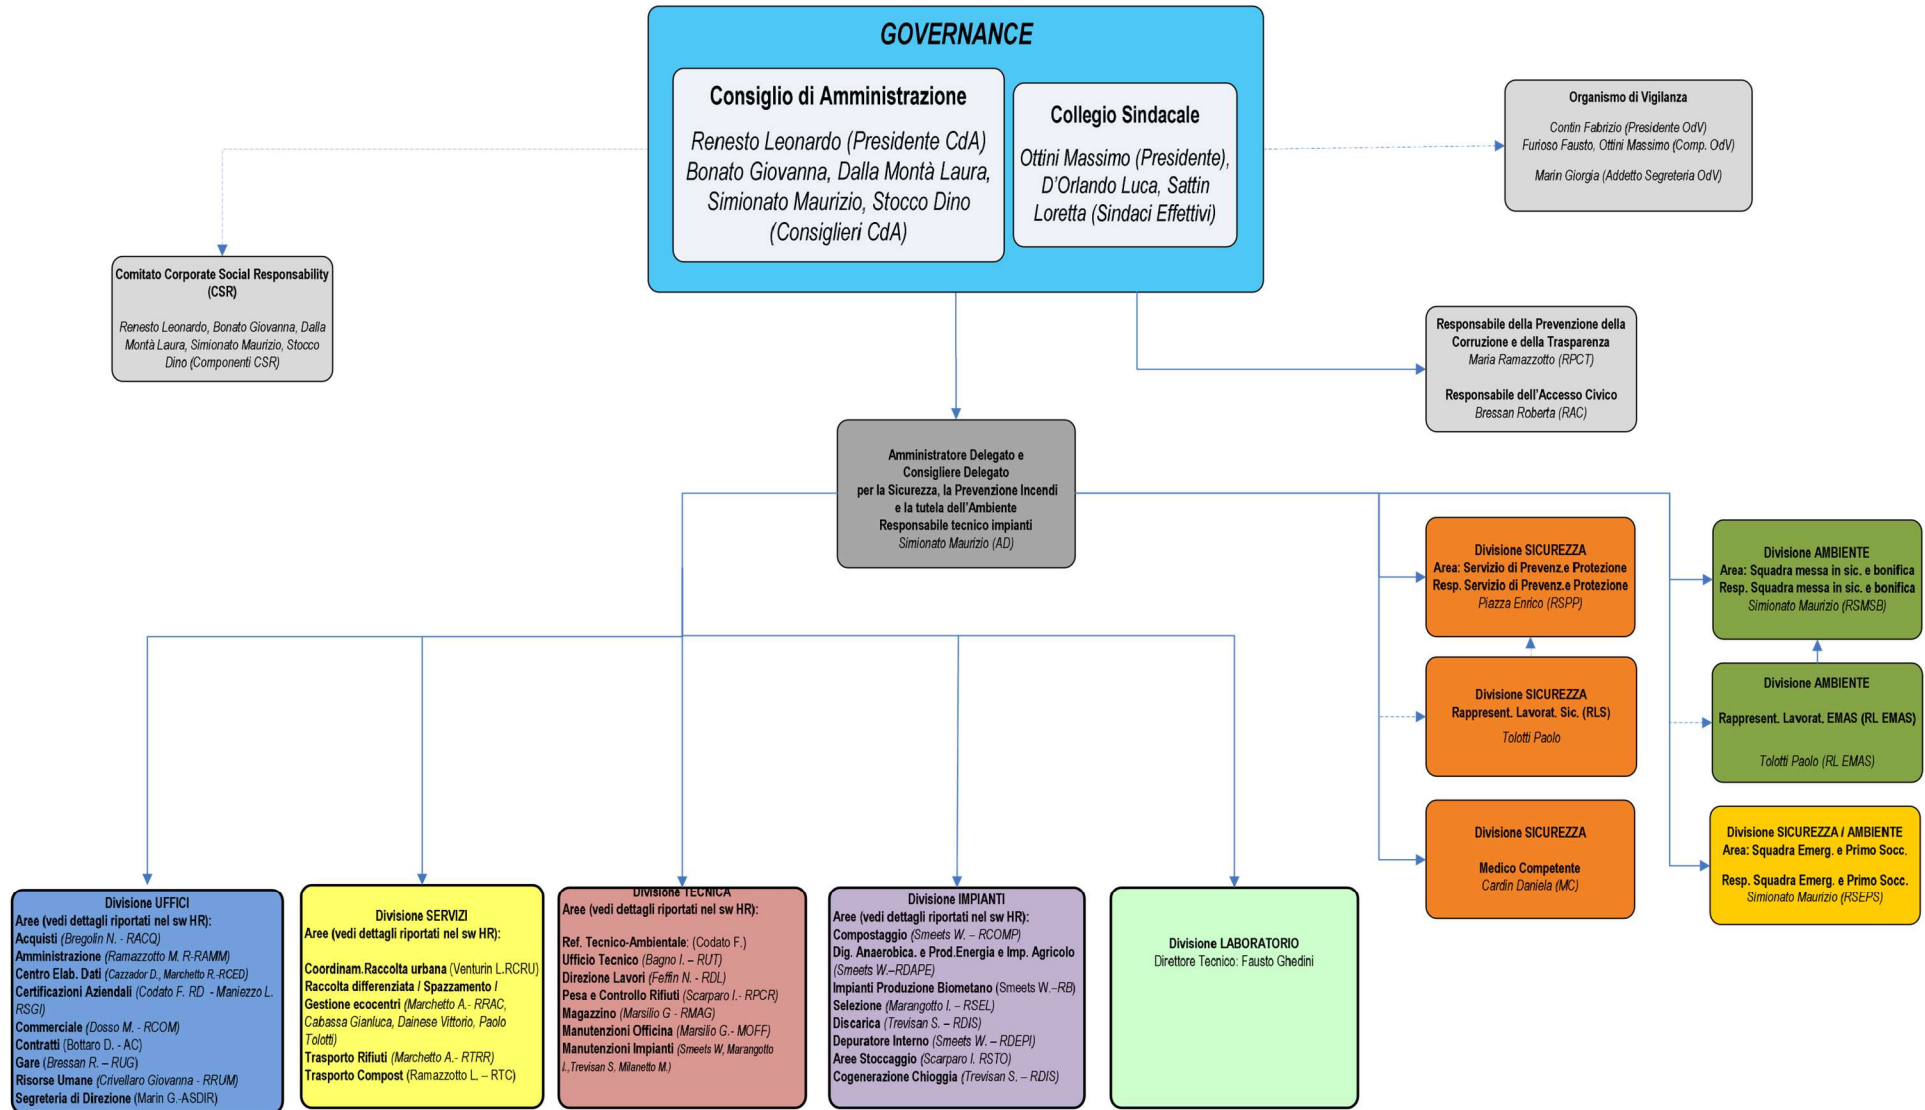 GOVERNANCE
Consiglio di Amministrazione
Renesto Leonardo (Presidente CdA)
Bonato Giovanna, Dalla Montà Laura,
Simionato Maurizio, Stocco Dino
(Consiglieri CdA)
Collegio Sindacale
Ottini Massimo (Presidente),
D'Orlando Luca, Sattin
Loretta (Sindaci Effettivi)
Organismo di Vigilanza
Contin Fabrizio (Presidente OdV)
Furioso Fausto, Ottini Massimo (Comp. OdV)
Marin Giorgia (Addetto Segreteria OdV)
Comitato Corporate Social Responsability
(CSR)
Renesto Leonardo, Bonato Giovanna, Dalla
Montà Laura, Simionato Maurizio, Stocco
Dino (Componenti CSR)
Responsabile della Prevenzione della
Corruzione e della Trasparenza
Maria Ramazzotto (RPCT)
Responsabile dell'Accesso Civico
Bressan Roberta (RAC)
Amministratore Delegato e
Consigliere Delegato
per la Sicurezza, la Prevenzione Incendi
e la tutela dell'Ambiente
Responsabile tecnico impianti
Simionato Maurizio (AD)
Divisione SICUREZZA
Area: Servizio di Prevenz.e Protezione
Resp. Servizio di Prevenz.e Protezione
Piazza Enrico (RSPP)
Divisione AMBIENTE
Area: Squadra messa in sic. e bonifica
Resp. Squadra messa in sic. e bonifica
Simionato Maurizio (RSMSB)
Divisione SICUREZZA
Rappresent. Lavorat. Sic. (RLS)
Tolotti Paolo
Divisione AMBIENTE
Rappresent. Lavorat. EMAS (RL EMAS)
Tolotti Paolo (RL EMAS)
Divisione SICUREZZA
Medico Competente
Cardin Daniela (MC)
Divisione SICUREZZA / AMBIENTE
Area: Squadra Emerg. e Primo Socc.
Resp. Squadra Emerg. e Primo Socc.
Simionato Maurizio (RSEPS)
Divisione UFFICI
Aree (vedi dettagli riportati nel sw HR):
Acquisti (Bregolin N. - RACQ)
Amministrazione (Ramazzotto M. R-RAMM)
Centro Elab. Dati (Cazzador D., Marchetto R.-RCED)
Certificazioni Aziendali (Codato F. RD - Maniezzo L.
RSGI)
Commerciale (Dosso M. - RCOM)
Contratti (Bottaro D. - AC)
Gare (Bressan R. – RUG)
Risorse Umane (Crivellaro Giovanna - RRUM)
Segreteria di Direzione (Marin G.-ASDIR)
Divisione SERVIZI
Aree (vedi dettagli riportati nel sw HR):
Coordinam.Raccolta urbana (Venturin L.RCRU)
Raccolta differenziata / Spazzamento /
Gestione ecocentri (Marchetto A.- RRAC,
Cabassa Gianluca, Dainese Vittorio, Paolo
Tolotti)
Trasporto Rifiuti (Marchetto A.- RTRR)
Trasporto Compost (Ramazzotto L. – RTC)
Divisione TECNICA
Aree (vedi dettagli riportati nel sw HR):
Ref. Tecnico-Ambientale: (Codato F.)
Ufficio Tecnico (Bagno I. – RUT)
Direzione Lavori (Feffin N. - RDL)
Pesa e Controllo Rifiuti (Scarparo I.- RPCR)
Magazzino (Marsilio G - RMAG)
Manutenzioni Officina (Marsilio G.- MOFF)
Manutenzioni Impianti (Smeets W, Marangotto
I.,Trevisan S, Milanetto M.)
Divisione IMPIANTI
Aree (vedi dettagli riportati nel sw HR):
Compostaggio (Smeets W. – RCOMP)
Dig. Anaerobica. e Prod.Energia e Imp. Agricolo
(Smeets W.–RDAPE)
Impianti Produzione Biometano (Smeets W.–RB)
Selezione (Marangotto I. – RSEL)
Discarica (Trevisan S. – RDIS)
Depuratore Interno (Smeets W. – RDEPI)
Aree Stoccaggio (Scarparo I. RSTO)
Cogenerazione Chioggia (Trevisan S. – RDIS)
Divisione LABORATORIO
Direttore Tecnico: Fausto Ghedini